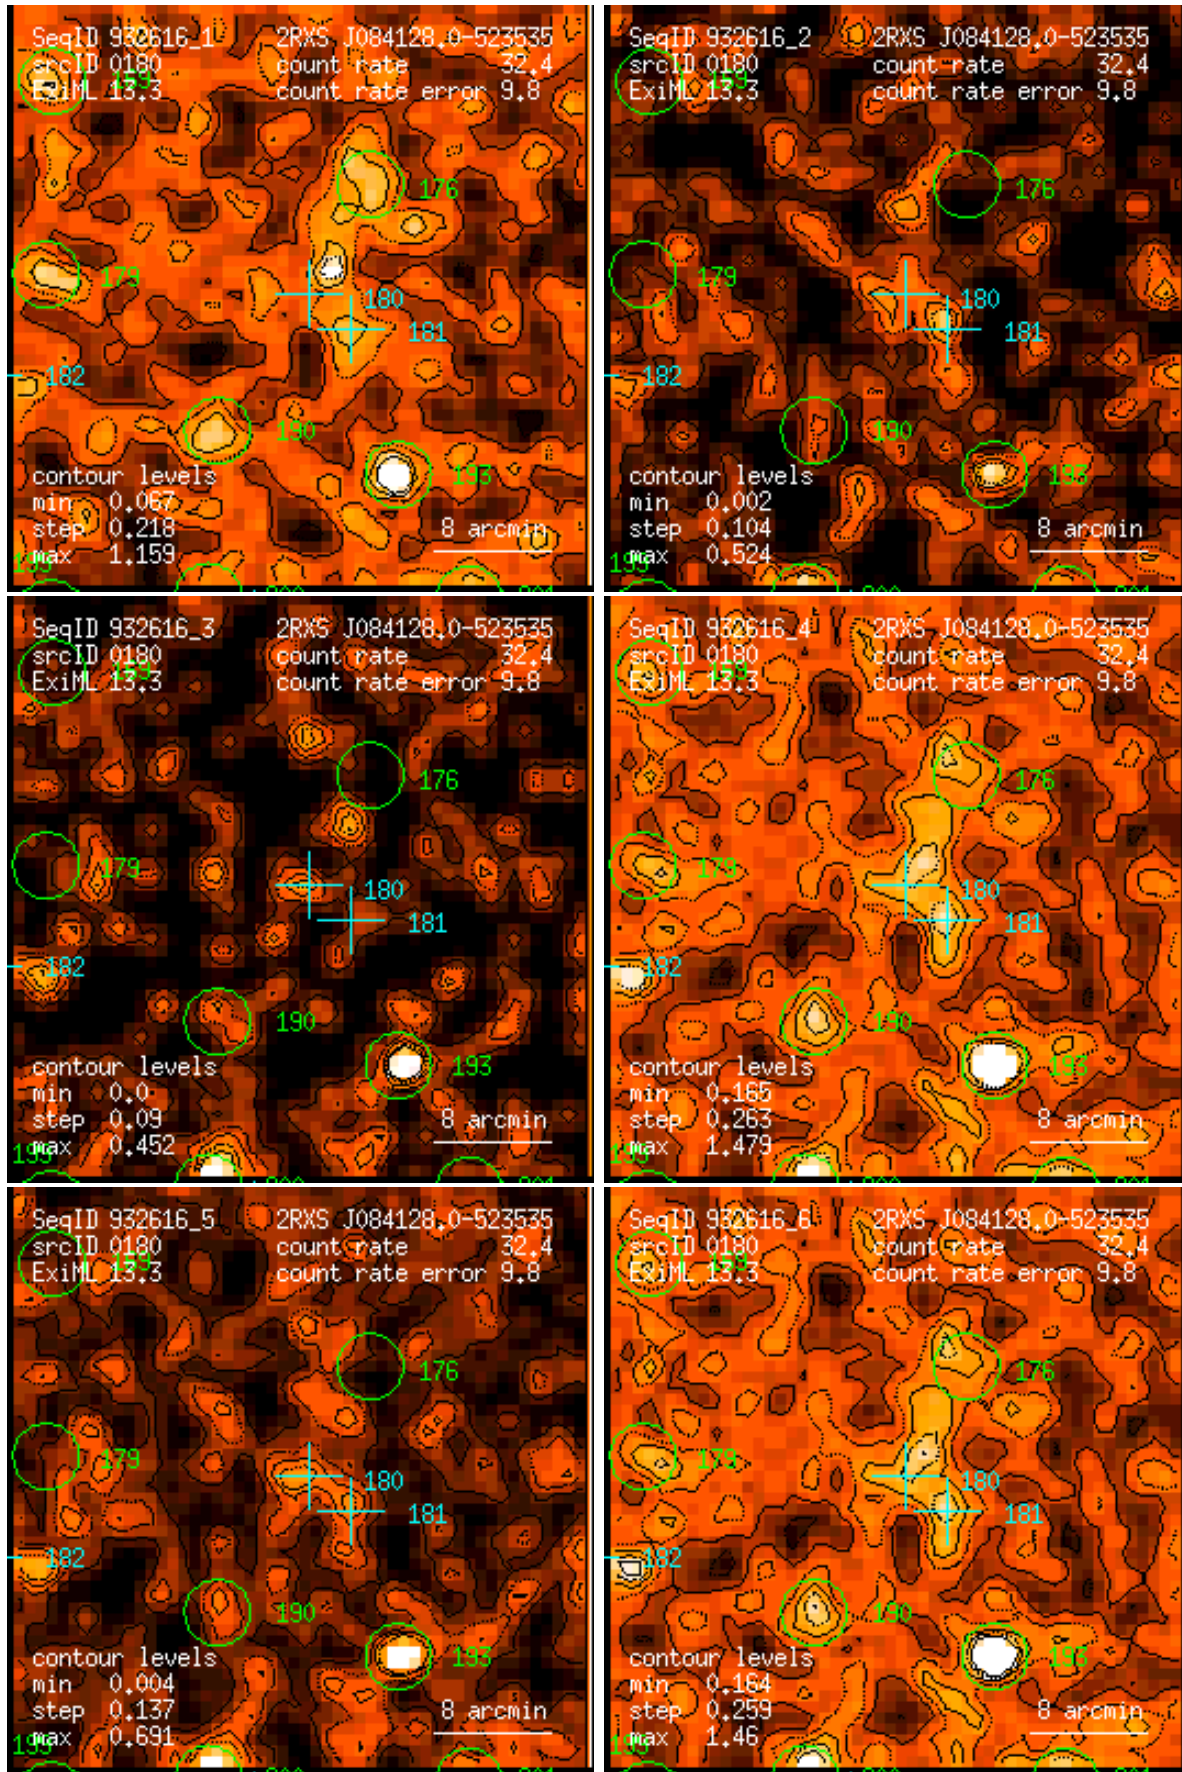 SeqID 932616_1 2RXS J084128.0-523535
srcID 0180 count rate 32.4
ExiML 13.3 count rate error 9.8
159
176
179
180
181
182
190
193
contour levels
min 0.067
step 0.218
max 1.159
8 arcmin
SeqID 932616_2 2RXS J084128.0-523535
srcID 0180 count rate 32.4
ExiML 13.3 count rate error 9.8
159
176
179
180
181
182
190
193
contour levels
min 0.002
step 0.104
max 0.524
8 arcmin
SeqID 932616_3 2RXS J084128.0-523535
srcID 0180 count rate 32.4
ExiML 13.3 count rate error 9.8
159
176
179
180
181
182
190
193
contour levels
min 0.0
step 0.09
max 0.452
8 arcmin
SeqID 932616_4 2RXS J084128.0-523535
srcID 0180 count rate 32.4
ExiML 13.3 count rate error 9.8
159
176
179
180
181
182
190
193
contour levels
min 0.165
step 0.263
max 1.479
8 arcmin
SeqID 932616_5 2RXS J084128.0-523535
srcID 0180 count rate 32.4
ExiML 13.3 count rate error 9.8
159
176
179
180
181
182
190
193
contour levels
min 0.004
step 0.137
max 0.691
8 arcmin
SeqID 932616_6 2RXS J084128.0-523535
srcID 0180 count rate 32.4
ExiML 13.3 count rate error 9.8
159
176
179
180
181
182
190
193
contour levels
min 0.164
step 0.259
max 1.46
8 arcmin